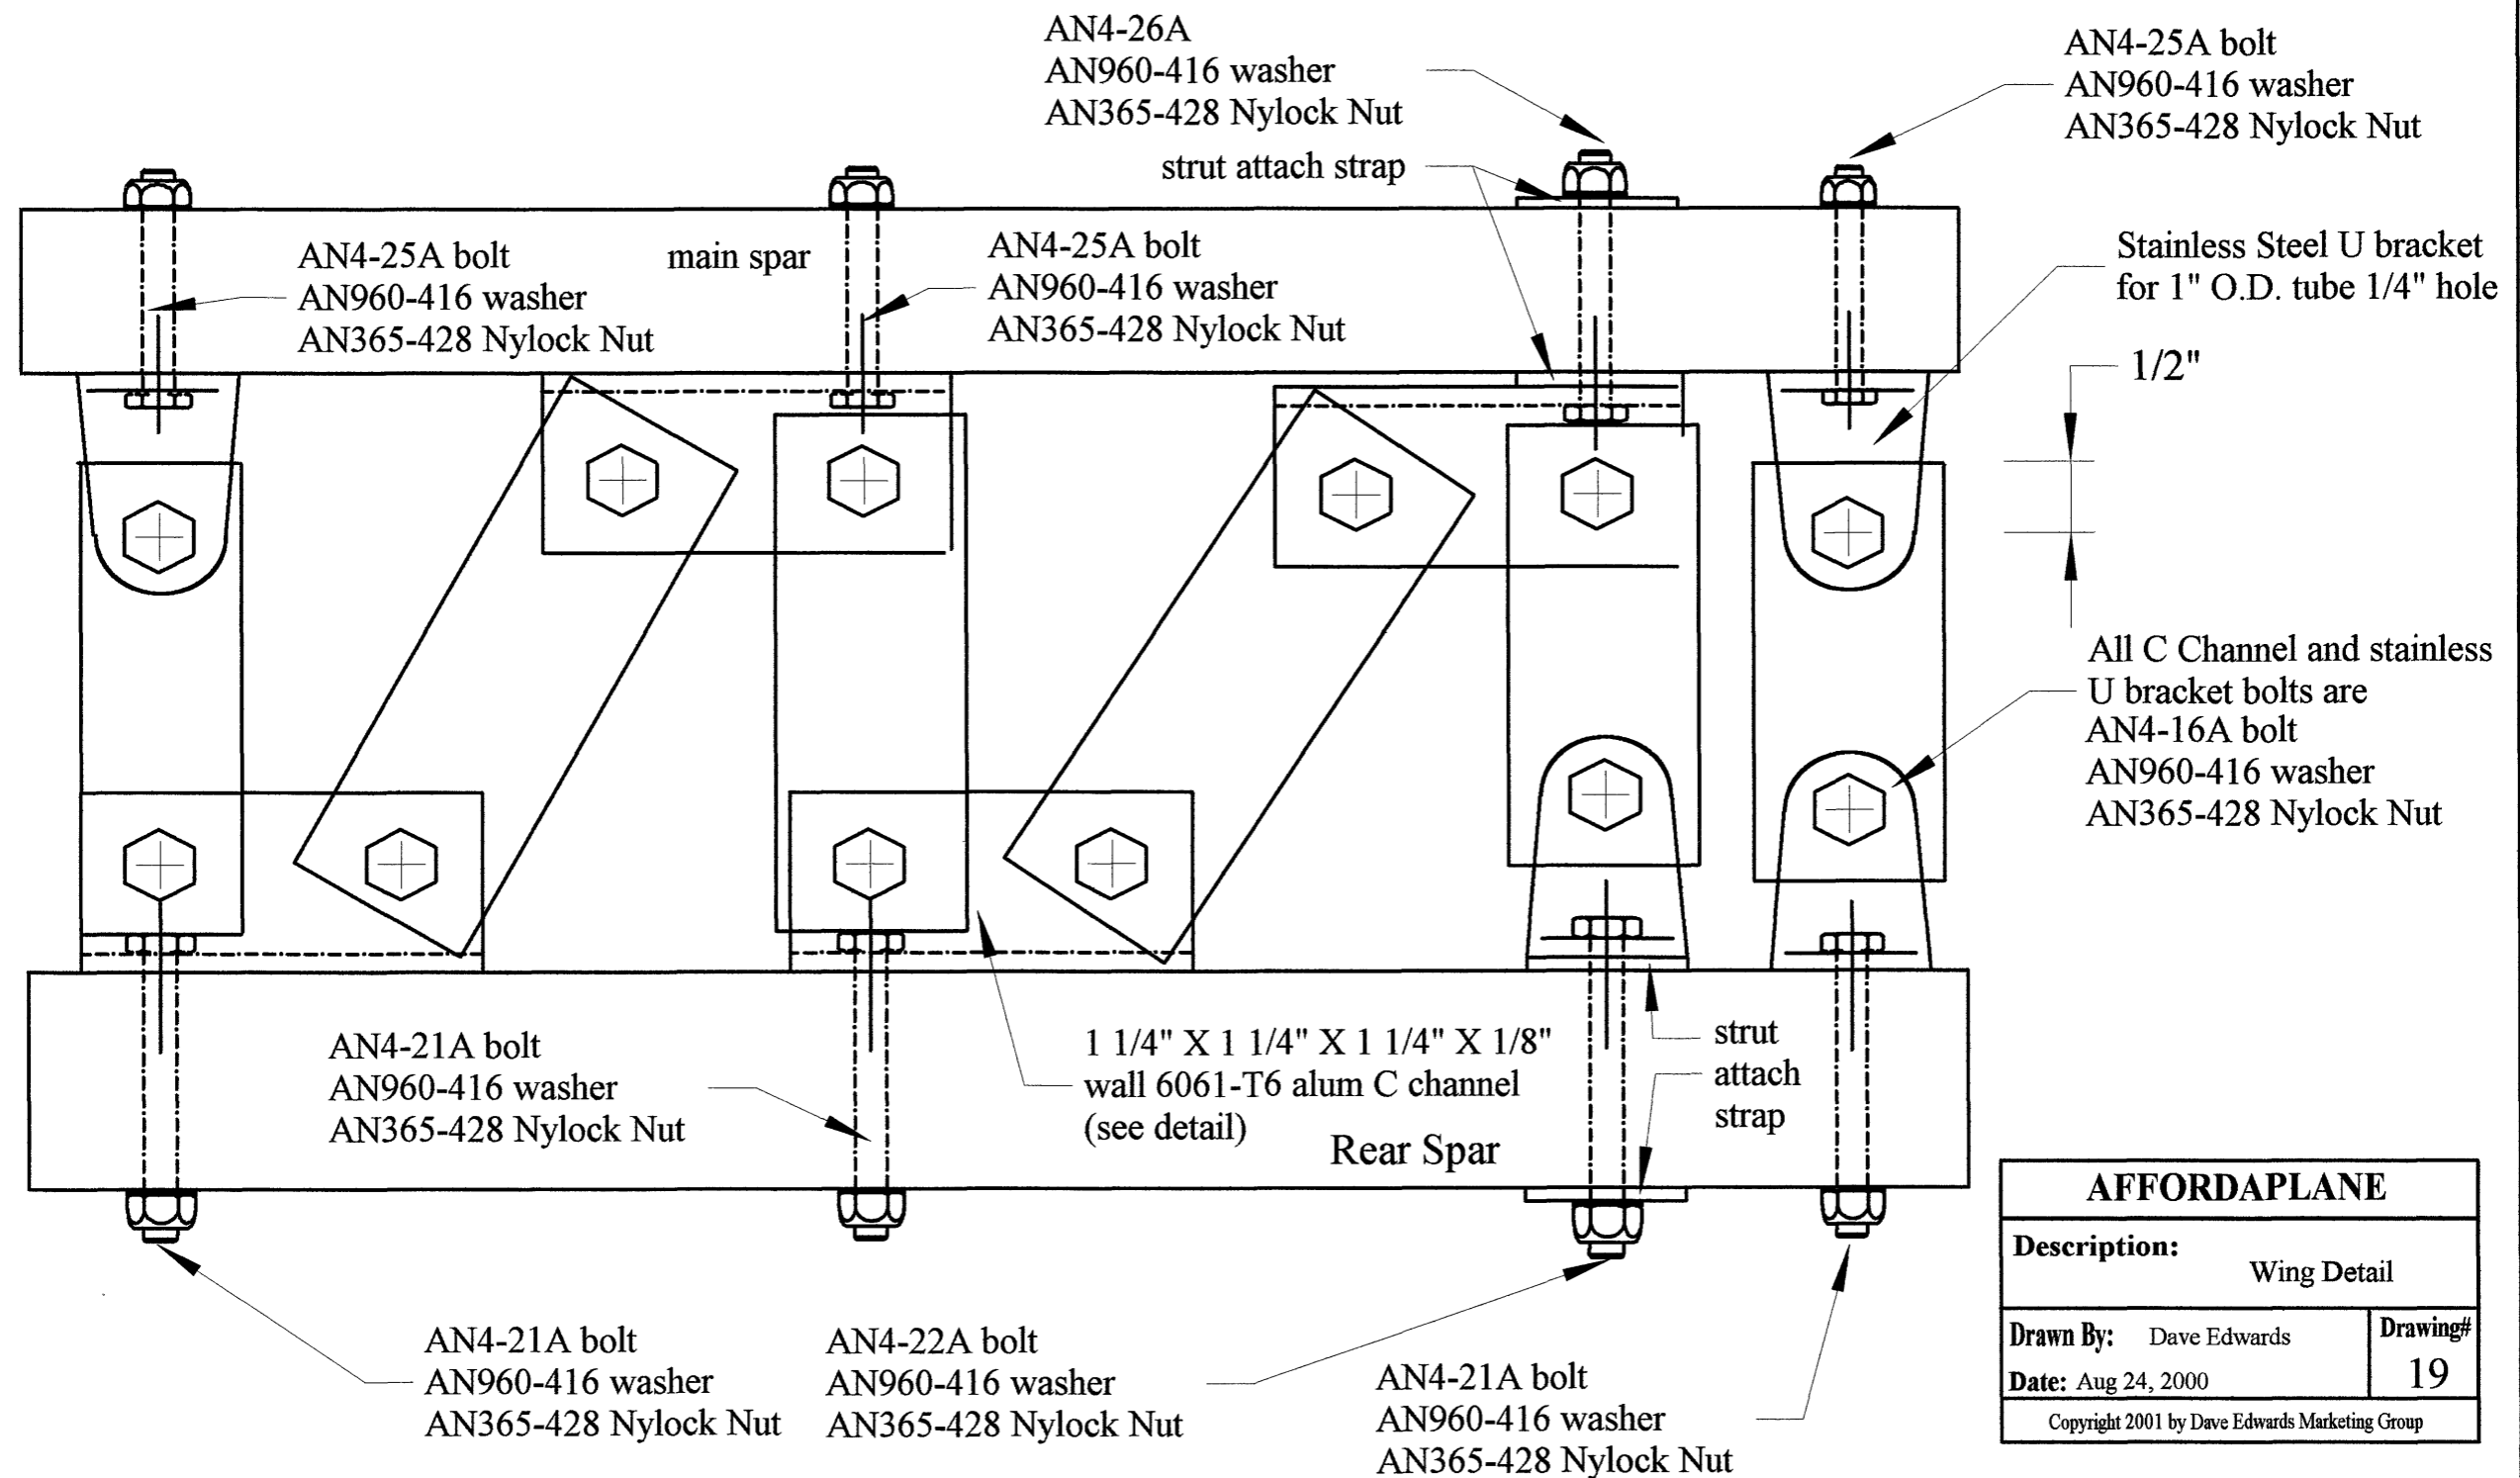 AN4-26A
AN960-416 washer
AN365-428 Nylock Nut
strut attach strap
AN4-25A bolt
AN960-416 washer
AN365-428 Nylock Nut
AN4-25A bolt
AN960-416 washer
AN365-428 Nylock Nut
main spar
AN4-25A bolt
AN960-416 washer
AN365-428 Nylock Nut
Stainless Steel U bracket
for 1" O.D. tube 1/4" hole
1/2"
All C Channel and stainless
U bracket bolts are
AN4-16A bolt
AN960-416 washer
AN365-428 Nylock Nut
AN4-21A bolt
AN960-416 washer
AN365-428 Nylock Nut
1 1/4" X 1 1/4" X 1 1/4" X 1/8"
wall 6061-T6 alum C channel
(see detail)
Rear Spar
strut
attach
strap
AN4-21A bolt
AN960-416 washer
AN365-428 Nylock Nut
AN4-22A bolt
AN960-416 washer
AN365-428 Nylock Nut
AN4-21A bolt
AN960-416 washer
AN365-428 Nylock Nut
AFFORDAPLANE
Description:
Wing Detail
Drawn By: Dave Edwards
Date: Aug 24, 2000
Drawing#
19
Copyright 2001 by Dave Edwards Marketing Group